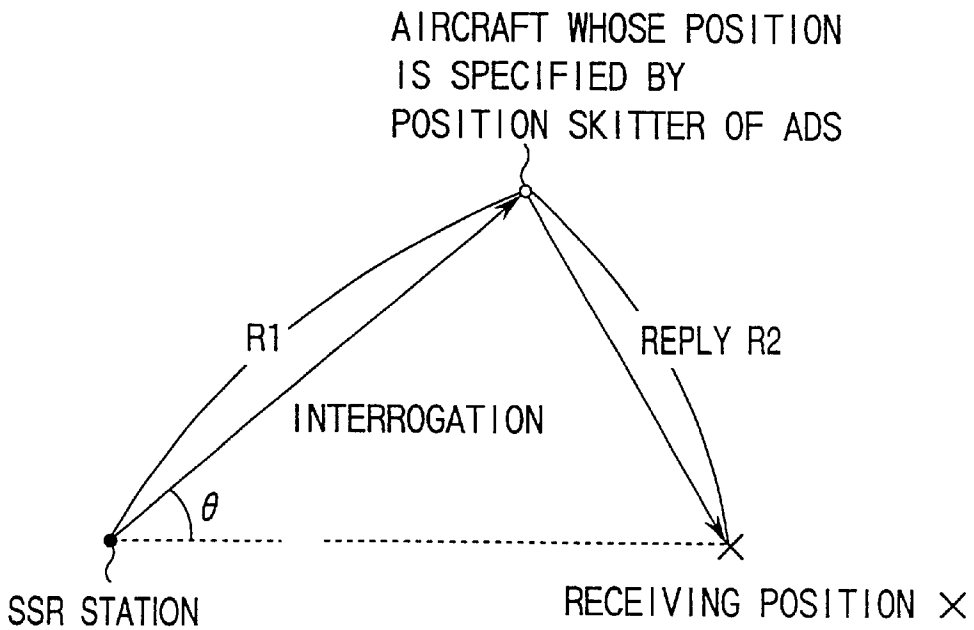 AIRCRAFT WHOSE POSITION
IS SPECIFIED BY
POSITION SKITTER OF ADS
R1
REPLY R2
INTERROGATION
θ
SSR STATION
RECEIVING POSITION ×